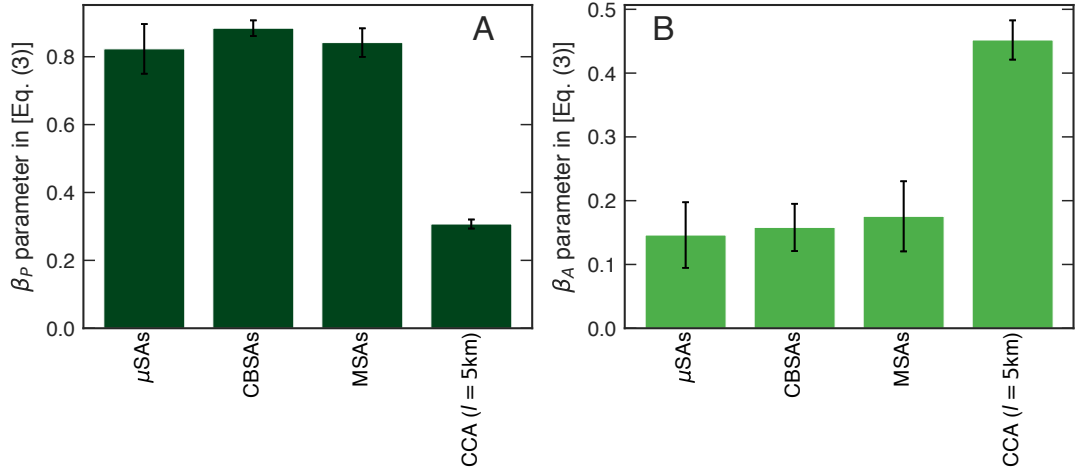 A
β_P parameter in [Eq. (3)]
0.8
0.6
0.4
0.2
0.0
μSAs
CBSAs
MSAs
CCA (l = 5km)
B
β_A parameter in [Eq. (3)]
0.5
0.4
0.3
0.2
0.1
0.0
μSAs
CBSAs
MSAs
CCA (l = 5km)